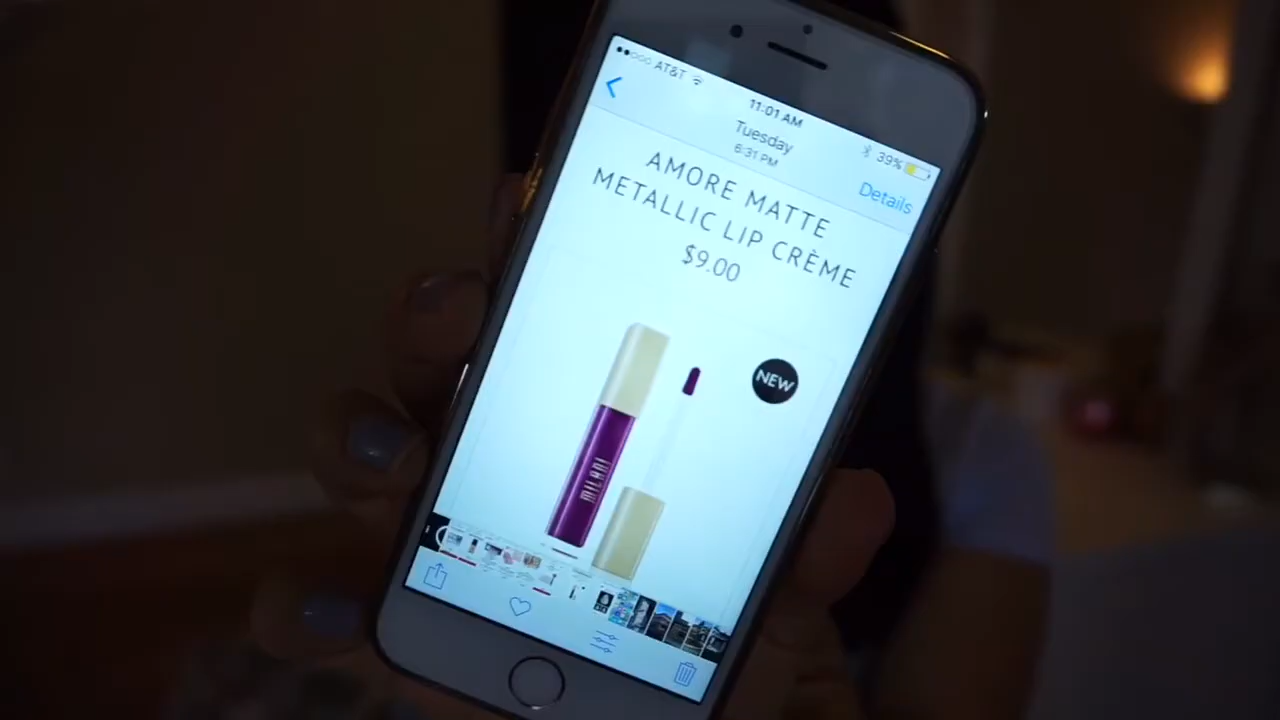 AT&T
11:01 AM
39%
Tuesday
6:31 PM
Details
AMORE MATTE
METALLIC LIP CRÈME
$9.00
NEW
MILANI